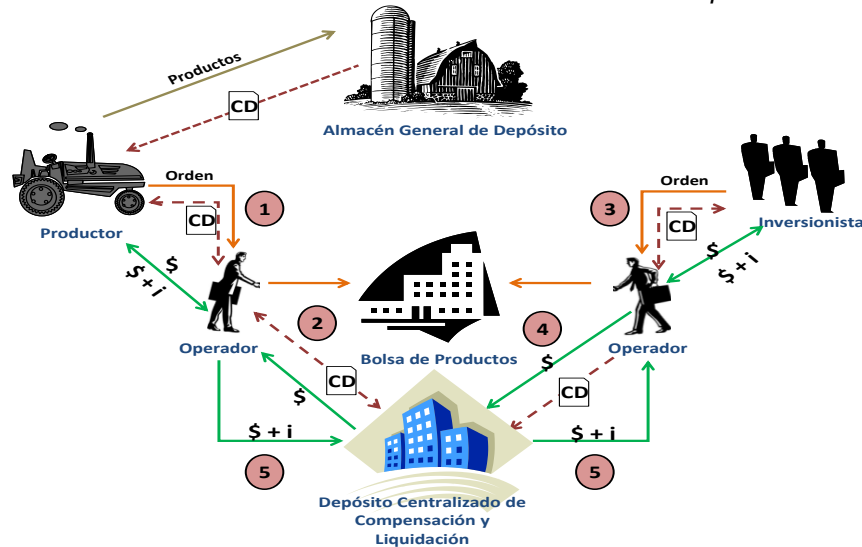 Productos
CD
Almacén General de Depósito
Orden
1
CD
Productor
Orden
3
CD
Inversionista
$
$ + i
$
$ + i
2
4
Operador
Bolsa de Productos
Operador
CD
$
$
CD
$ + i
$ + i
5
5
Depósito Centralizado de
Compensación y
Liquidación